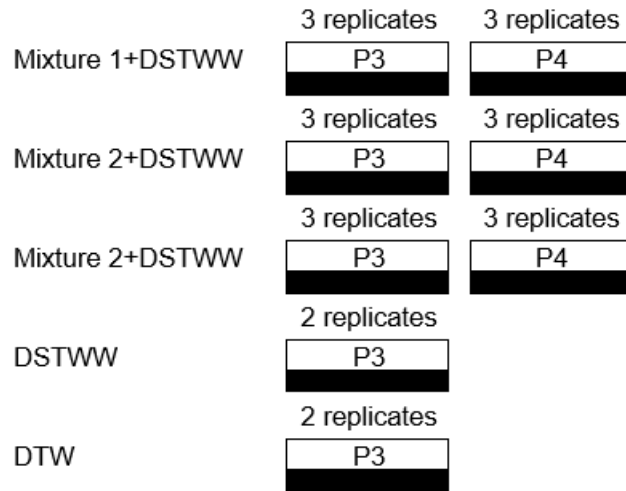 3 replicates 3 replicates
Mixture 1+DSTWW P3 P4
3 replicates 3 replicates
Mixture 2+DSTWW P3 P4
3 replicates 3 replicates
Mixture 2+DSTWW P3 P4
2 replicates
DSTWW P3
2 replicates
DTW P3